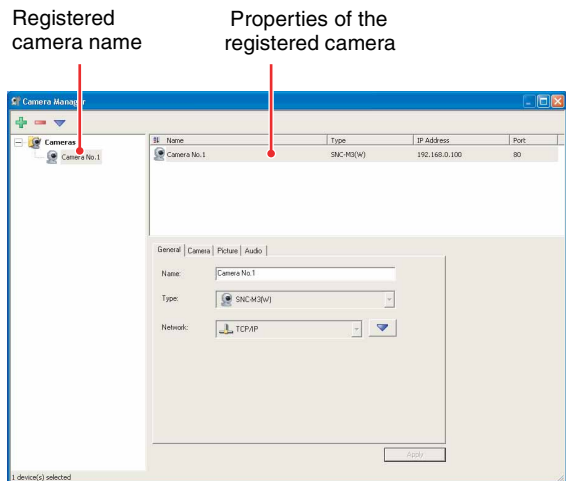 Registered
camera name
Properties of the
registered camera
Camera Manager
Cameras
Camera No.1
Name Type IP Address Port
Camera No.1 SNC-M3(W) 192.168.0.100 80
General Camera Picture Audio
Name: Camera No.1
Type: SNC-M3(W)
Network: TCP/IP
Apply
1 device(s) selected